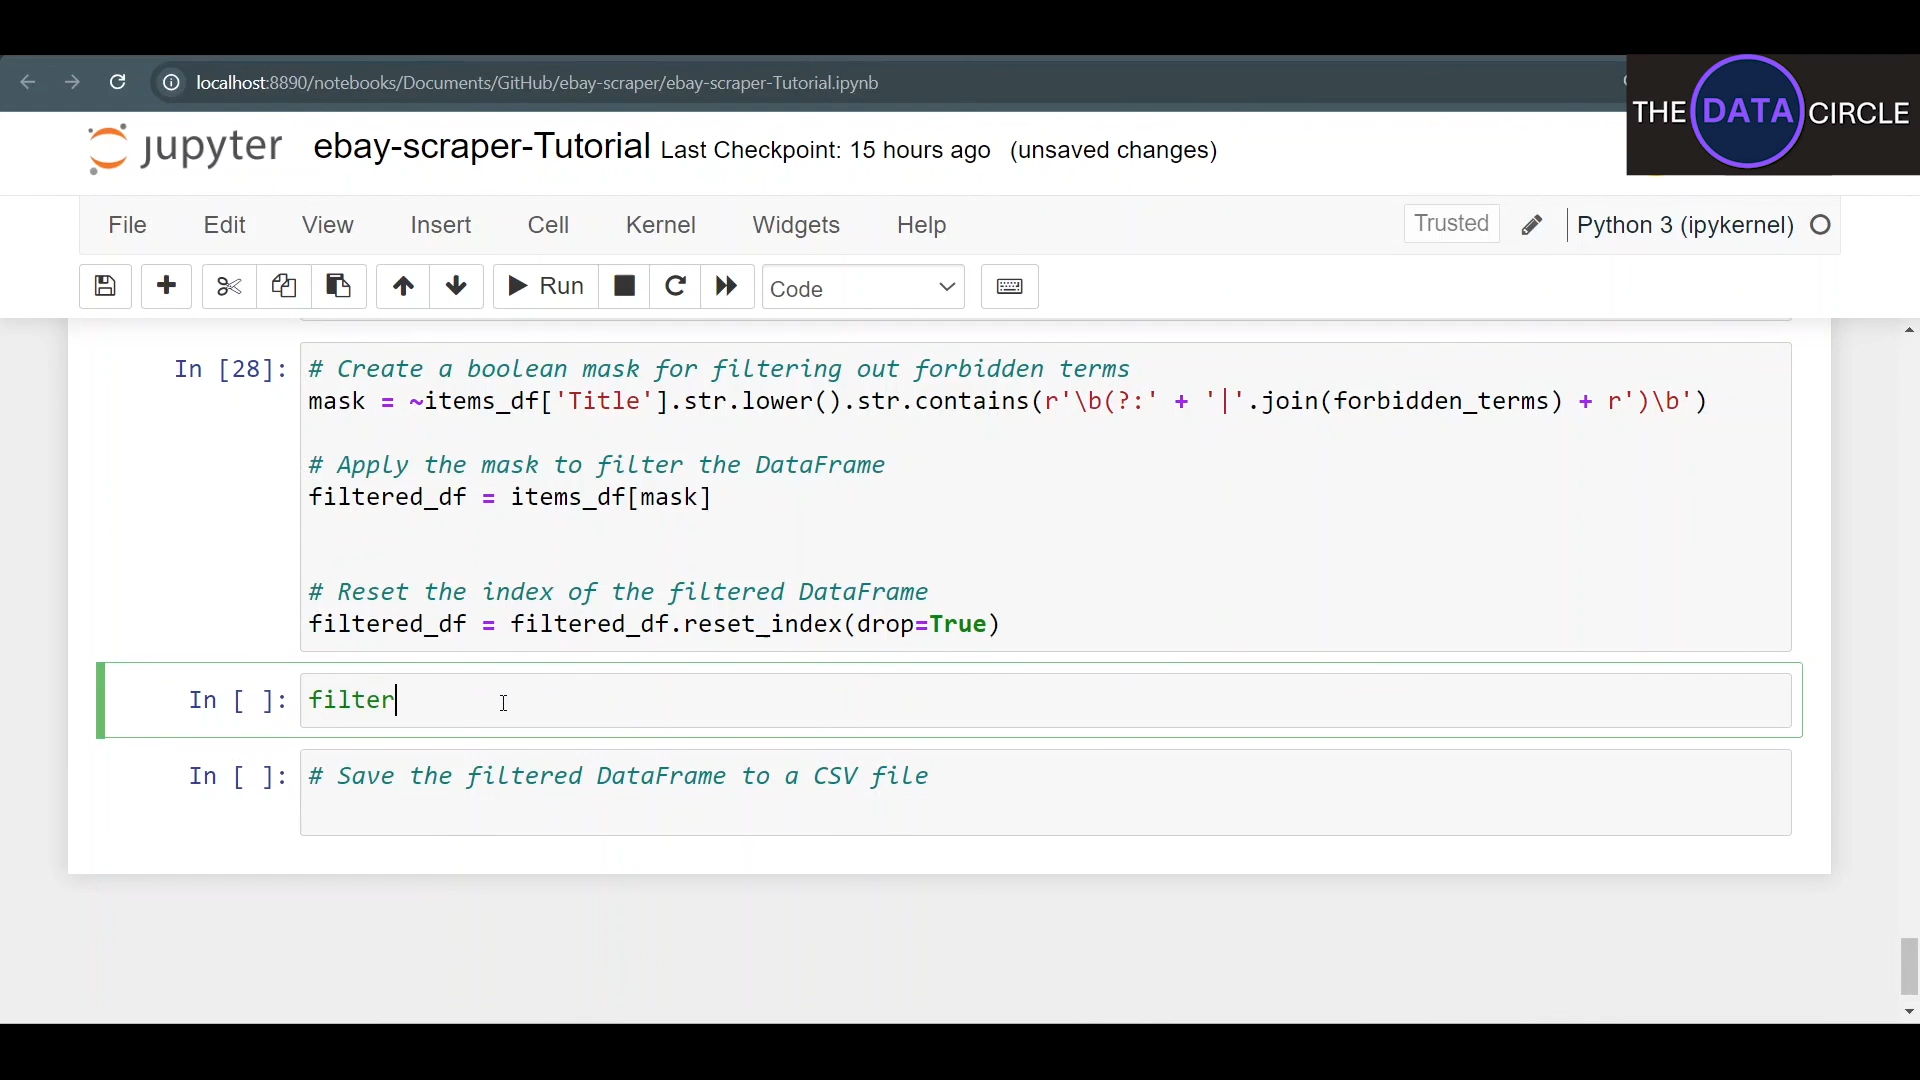 localhost:8890/notebooks/Documents/GitHub/ebay-scraper/ebay-scraper-Tutorial.ipynb
THE DATA CIRCLE
jupyter ebay-scraper-Tutorial Last Checkpoint: 15 hours ago (unsaved changes)
File Edit View Insert Cell Kernel Widgets Help Trusted Python 3 (ipykernel)
Run Code
In [28]: # Create a boolean mask for filtering out forbidden terms
mask = ~items_df['Title'].str.lower().str.contains(r'\b(?:' + '|'.join(forbidden_terms) + r')\b')
# Apply the mask to filter the DataFrame
filtered_df = items_df[mask]
# Reset the index of the filtered DataFrame
filtered_df = filtered_df.reset_index(drop=True)
In [ ]: filter
In [ ]: # Save the filtered DataFrame to a CSV file